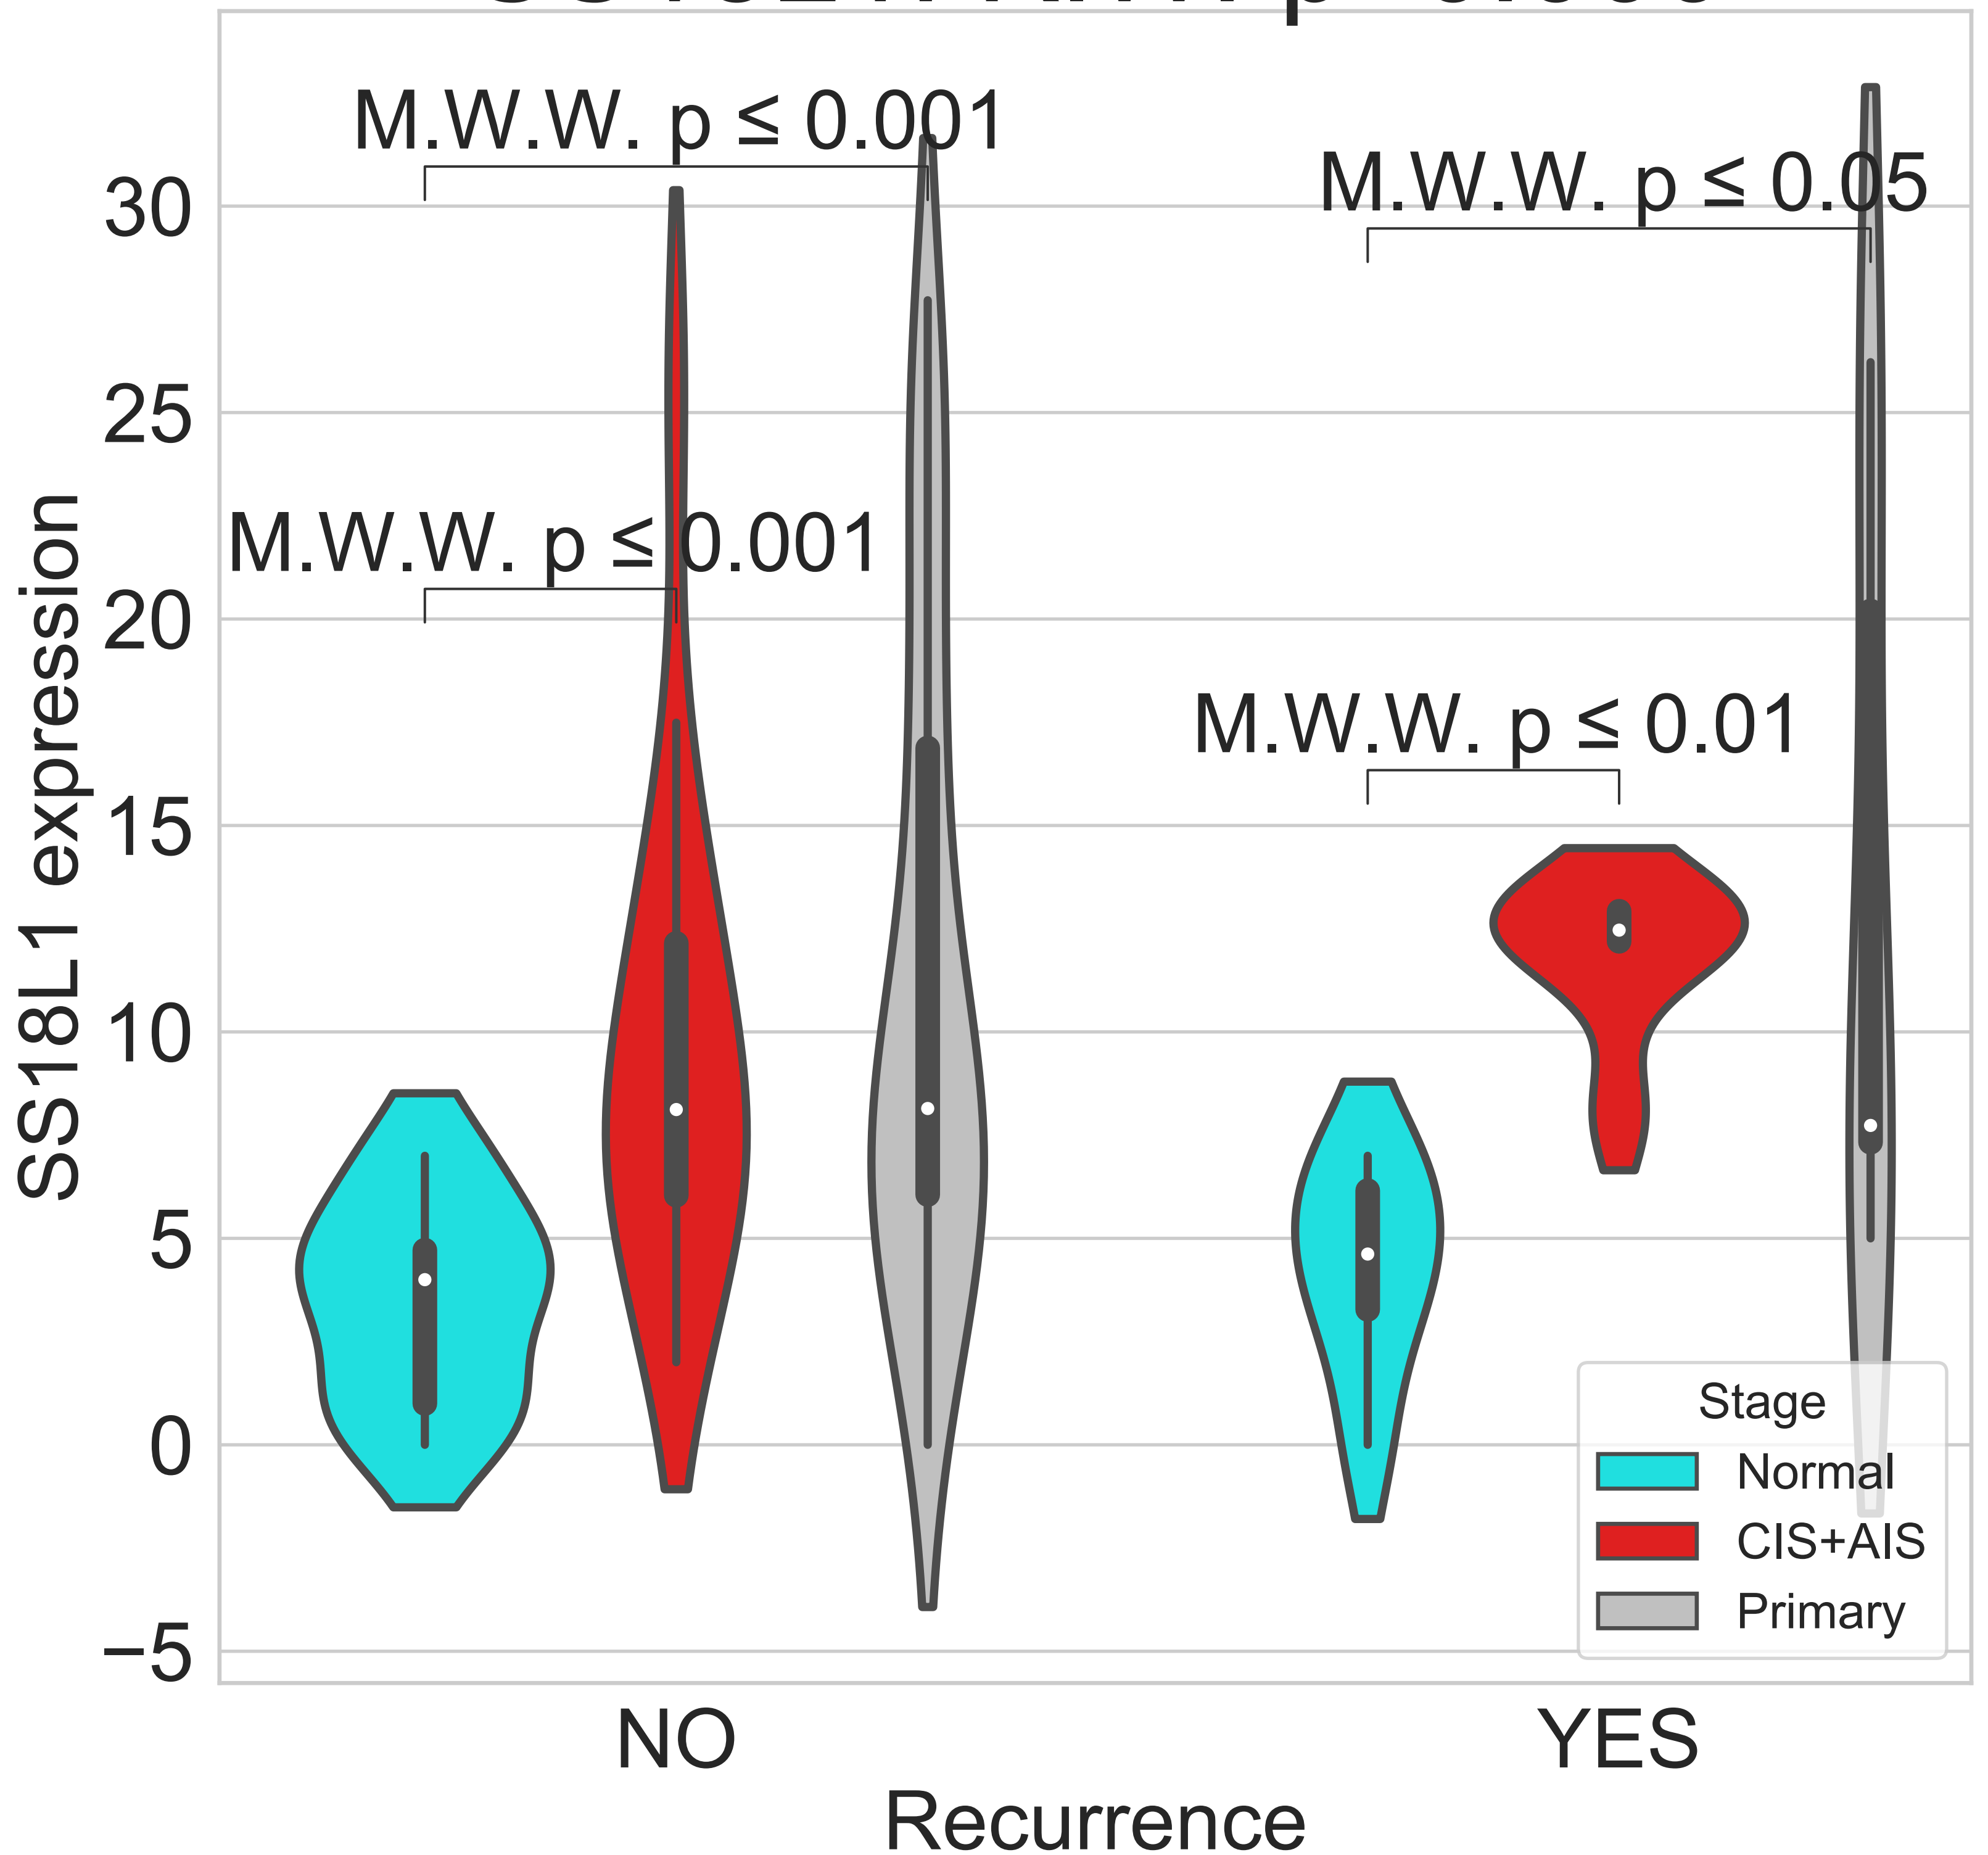 M.W.W. p ≤ 0.001
M.W.W. p ≤ 0.05
M.W.W. p ≤ 0.001
M.W.W. p ≤ 0.01
SS18L1 expression
30
25
20
15
10
5
0
−5
NO
YES
Recurrence
Stage
Normal
CIS+AIS
Primary